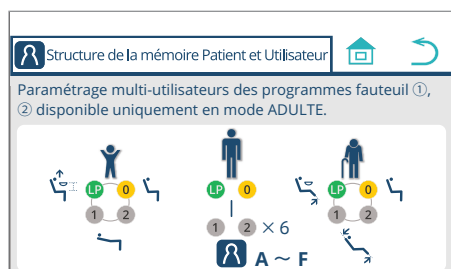 Structure de la mémoire Patient et Utilisateur
Paramétrage multi-utilisateurs des programmes fauteuil ①,
② disponible uniquement en mode ADULTE.
LP 0 LP 0 LP 0
1 2 1 2 × 6 1 2
A ~ F